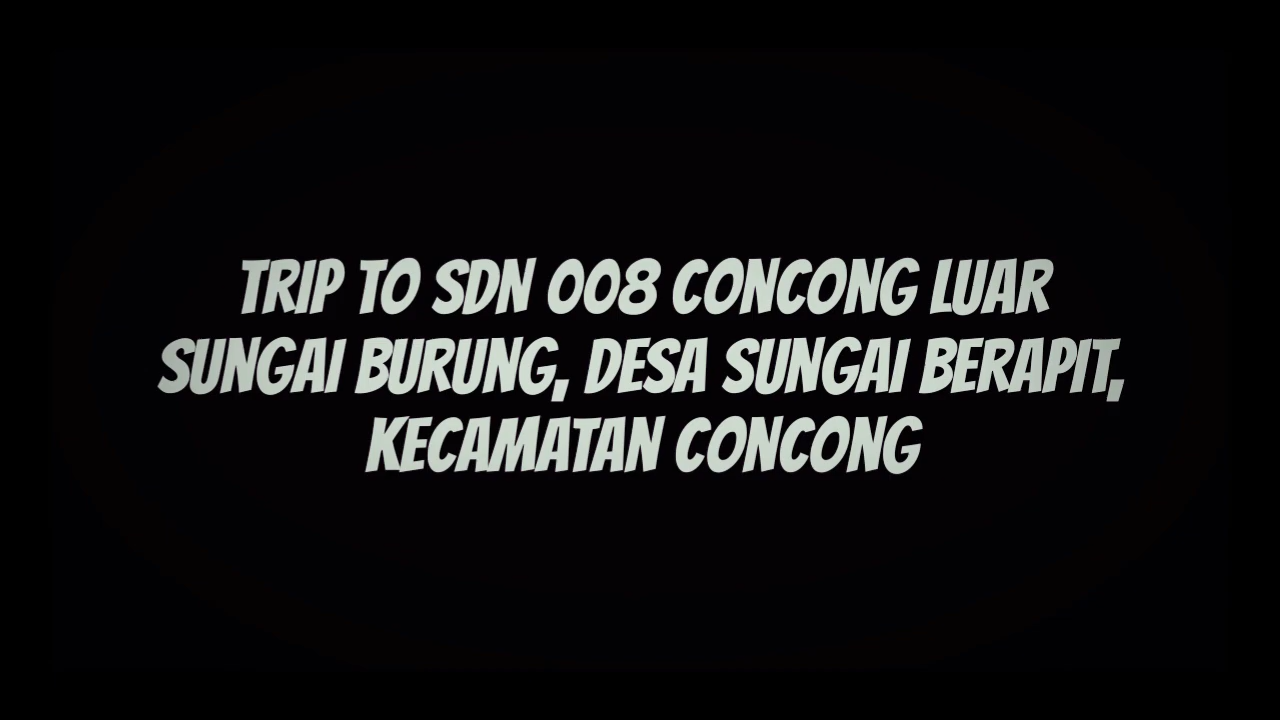 TRIP TO SDN 008 CONCONG LUAR
SUNGAI BURUNG, DESA SUNGAI BERAPIT,
KECAMATAN CONCONG